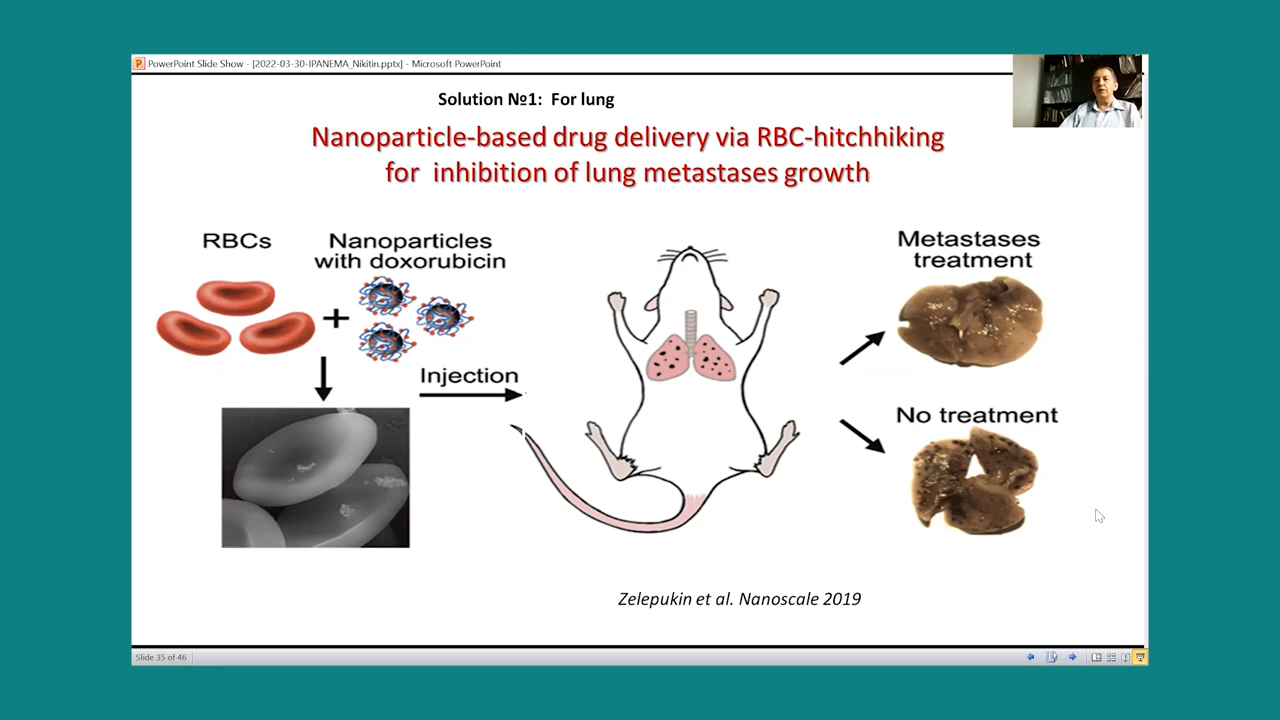 PowerPoint Slide Show - [2022-03-30-IPANEMA_Nikitin.pptx] - Microsoft PowerPoint
Solution №1:  For lung
Nanoparticle-based drug delivery via RBC-hitchhiking
for  inhibition of lung metastases growth
RBCs
Nanoparticles
with doxorubicin
+
Injection
Metastases
treatment
No treatment
Zelepukin et al. Nanoscale 2019
Slide 35 of 46